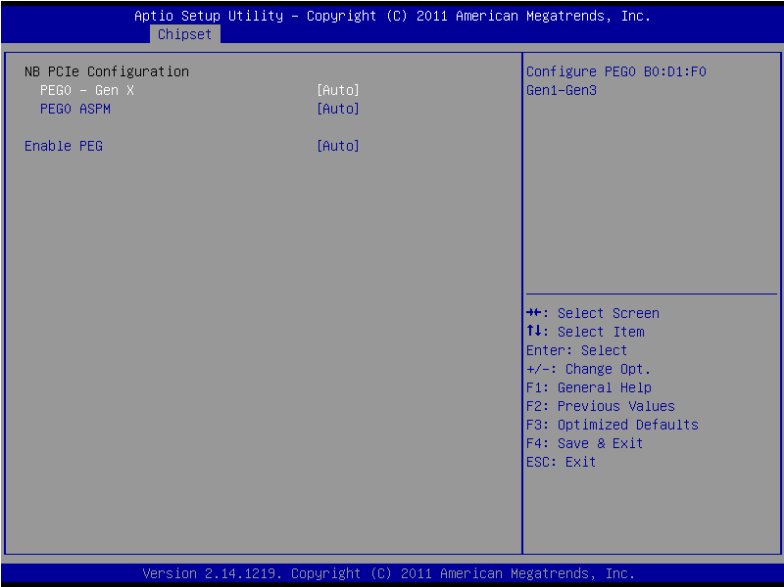 Aptio Setup Utility – Copyright (C) 2011 American Megatrends, Inc.
Chipset
NB PCIe Configuration
PEG0 – Gen X [Auto]
PEG0 ASPM [Auto]
Enable PEG [Auto]
Configure PEG0 B0:D1:F0
Gen1-Gen3
→←: Select Screen
↑↓: Select Item
Enter: Select
+/-: Change Opt.
F1: General Help
F2: Previous Values
F3: Optimized Defaults
F4: Save & Exit
ESC: Exit
Version 2.14.1219. Copyright (C) 2011 American Megatrends, Inc.